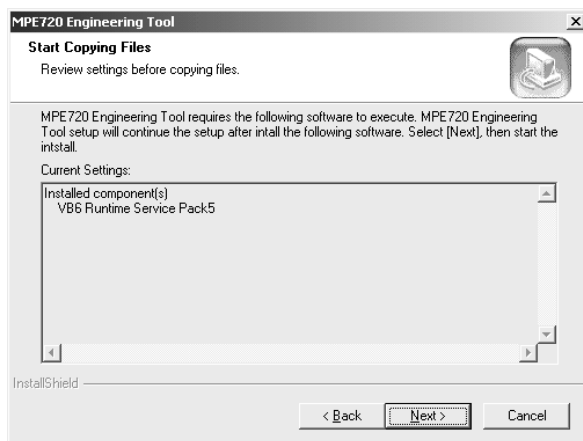 MPE720 Engineering Tool
Start Copying Files
Review settings before copying files.
MPE720 Engineering Tool requires the following software to execute. MPE720 Engineering
Tool setup will continue the setup after intall the following software. Select [Next], then start the
intstall.
Current Settings:
Installed component(s)
VB6 Runtime Service Pack5
InstallShield
< Back Next > Cancel